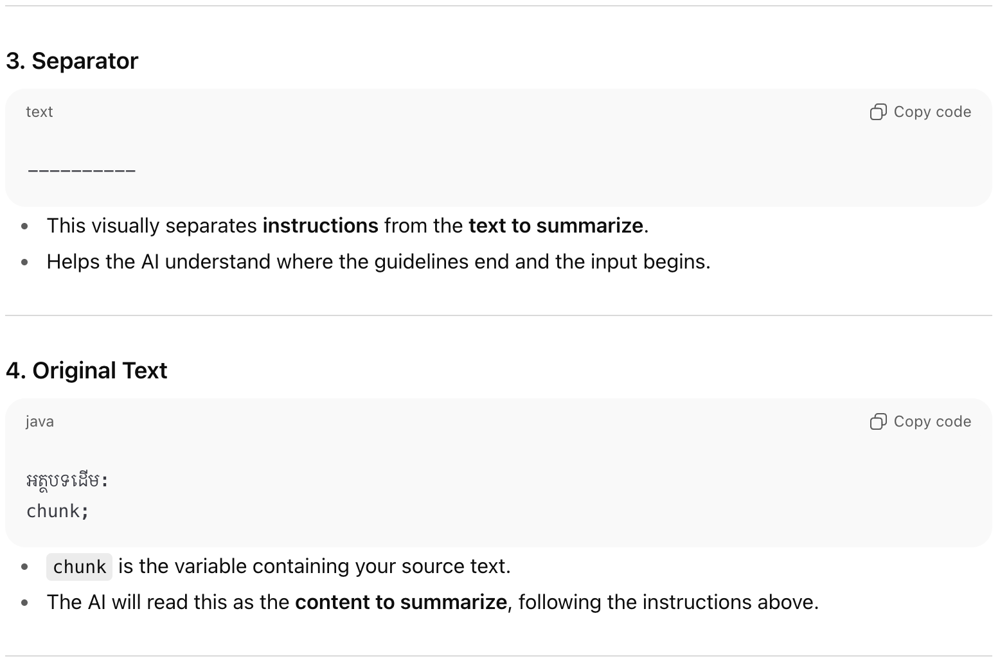 3. Separator
text
Copy code
----------
This visually separates instructions from the text to summarize.
Helps the AI understand where the guidelines end and the input begins.
4. Original Text
java
Copy code
អត្ថបទដើម:
chunk;
chunk is the variable containing your source text.
The AI will read this as the content to summarize, following the instructions above.